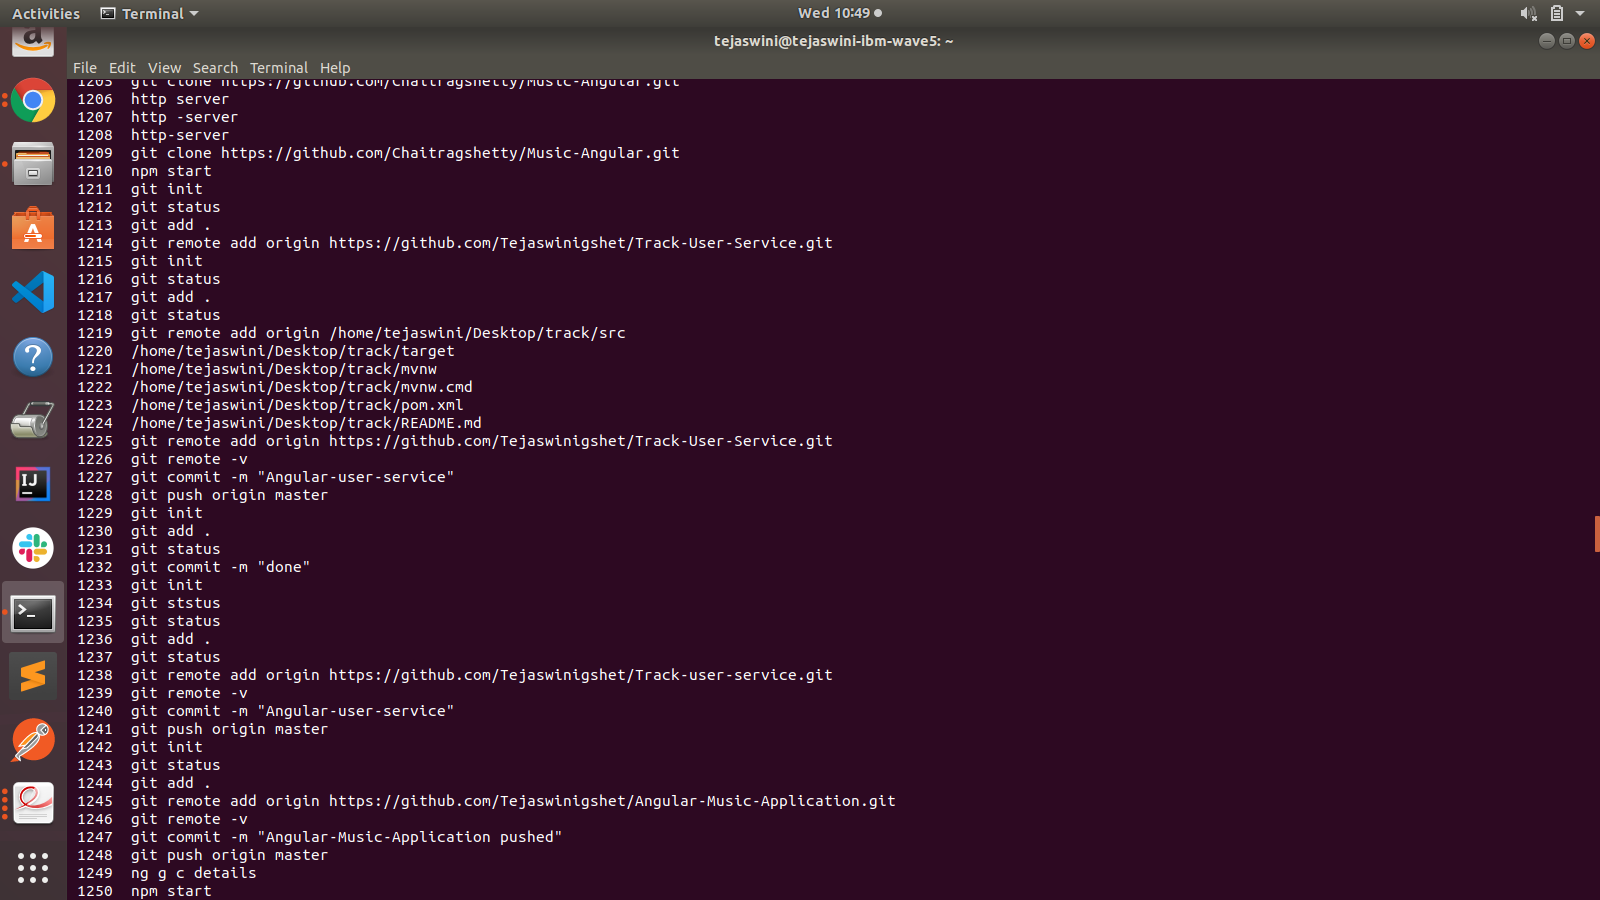 Activities Terminal Wed 10:49
tejaswini@tejaswini-ibm-wave5: ~
File Edit View Search Terminal Help
1205 git clone https://github.com/Chaitragshetty/Music-Angular.git
1206 http server
1207 http -server
1208 http-server
1209 git clone https://github.com/Chaitragshetty/Music-Angular.git
1210 npm start
1211 git init
1212 git status
1213 git add .
1214 git remote add origin https://github.com/Tejaswinigshet/Track-User-Service.git
1215 git init
1216 git status
1217 git add .
1218 git status
1219 git remote add origin /home/tejaswini/Desktop/track/src
1220 /home/tejaswini/Desktop/track/target
1221 /home/tejaswini/Desktop/track/mvnw
1222 /home/tejaswini/Desktop/track/mvnw.cmd
1223 /home/tejaswini/Desktop/track/pom.xml
1224 /home/tejaswini/Desktop/track/README.md
1225 git remote add origin https://github.com/Tejaswinigshet/Track-User-Service.git
1226 git remote -v
1227 git commit -m "Angular-user-service"
1228 git push origin master
1229 git init
1230 git add .
1231 git status
1232 git commit -m "done"
1233 git init
1234 git ststus
1235 git status
1236 git add .
1237 git status
1238 git remote add origin https://github.com/Tejaswinigshet/Track-user-service.git
1239 git remote -v
1240 git commit -m "Angular-user-service"
1241 git push origin master
1242 git init
1243 git status
1244 git add .
1245 git remote add origin https://github.com/Tejaswinigshet/Angular-Music-Application.git
1246 git remote -v
1247 git commit -m "Angular-Music-Application pushed"
1248 git push origin master
1249 ng g c details
1250 npm start